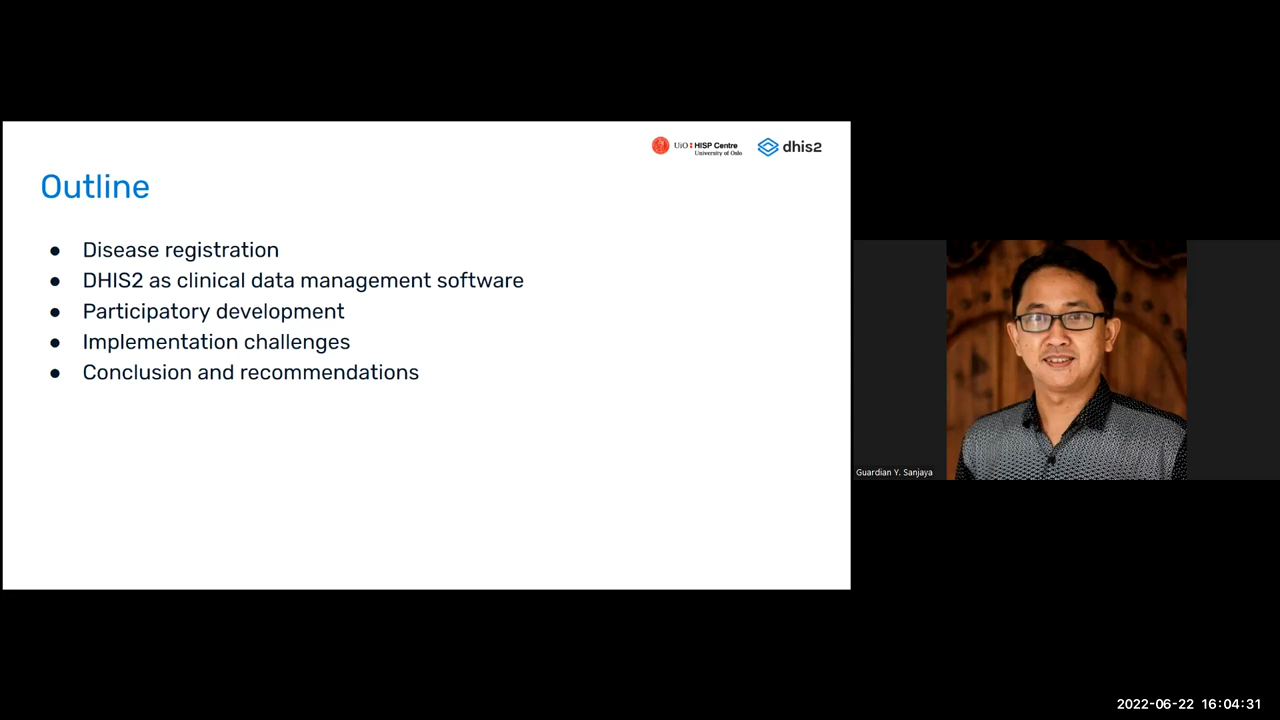 UiO HISP Centre
University of Oslo
dhis2
Outline
● Disease registration
● DHIS2 as clinical data management software
● Participatory development
● Implementation challenges
● Conclusion and recommendations
Guardian Y. Sanjaya
2022-06-22 16:04:31